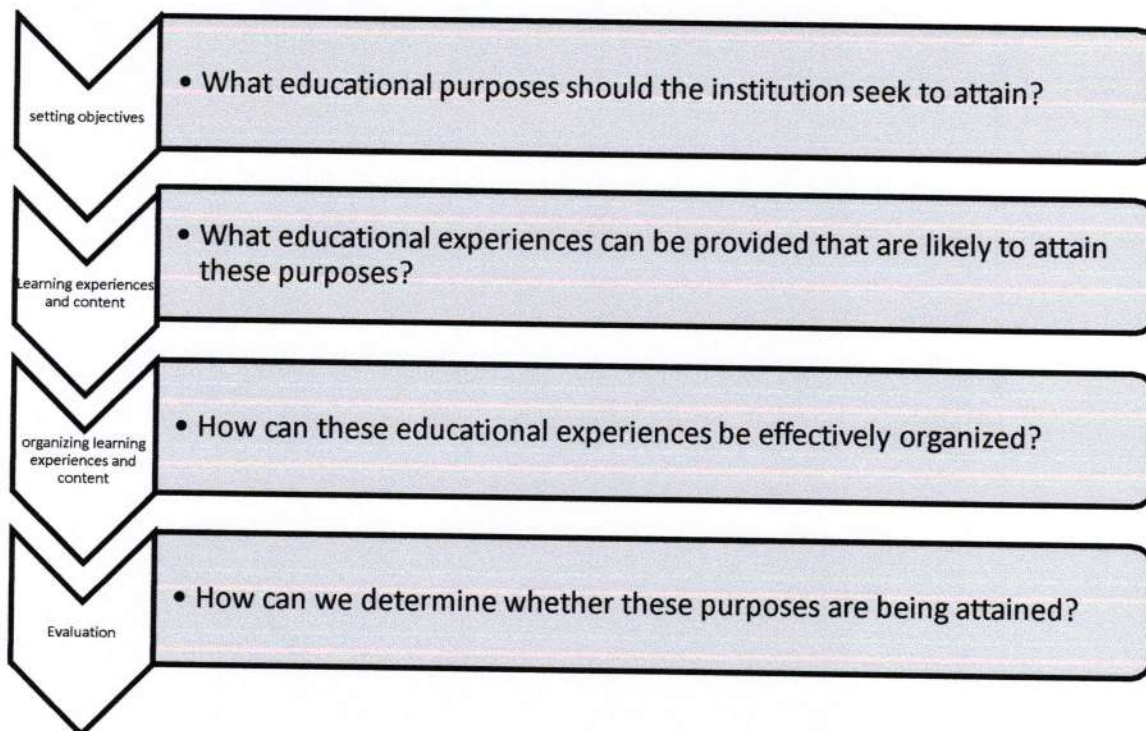 setting objectives
• What educational purposes should the institution seek to attain?
Learning experiences
and content
• What educational experiences can be provided that are likely to attain
these purposes?
organizing learning
experiences and
content
• How can these educational experiences be effectively organized?
Evaluation
• How can we determine whether these purposes are being attained?